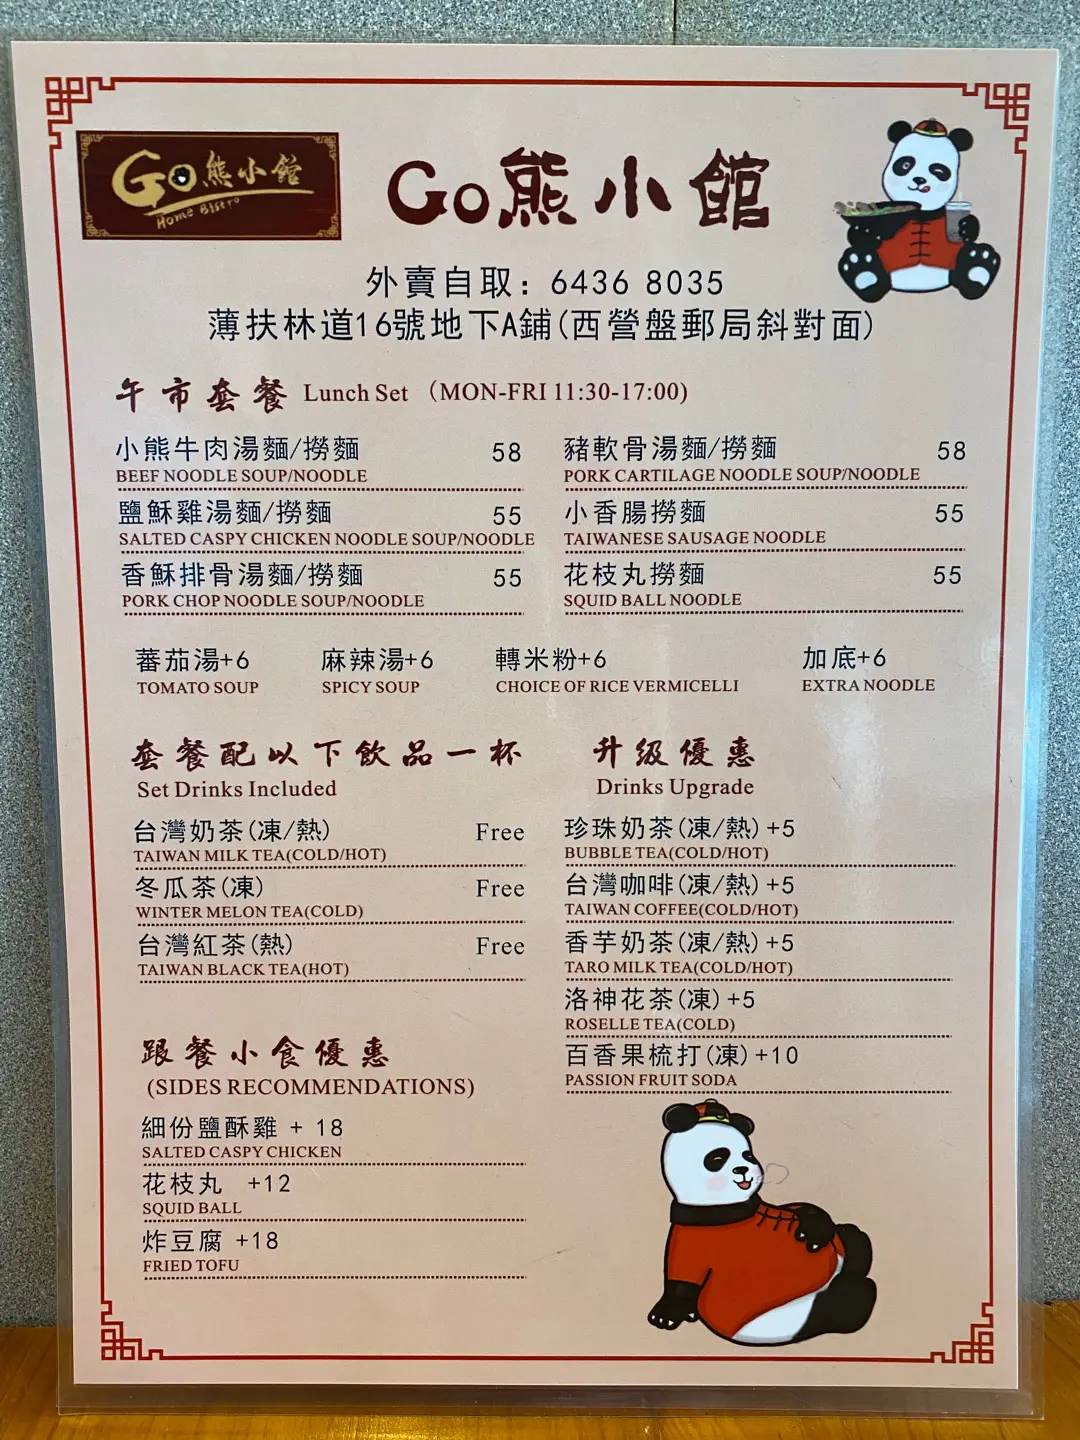 Go熊小館
Home Bistro
Go熊小館
外賣自取：6436 8035
薄扶林道16號地下A鋪(西營盤郵局斜對面)
午市套餐 Lunch Set （MON-FRI 11:30-17:00)
小熊牛肉湯麵/撈麵 58
BEEF NOODLE SOUP/NOODLE
鹽穌雞湯麵/撈麵 55
SALTED CASPY CHICKEN NOODLE SOUP/NOODLE
香穌排骨湯麵/撈麵 55
PORK CHOP NOODLE SOUP/NOODLE
豬軟骨湯麵/撈麵 58
PORK CARTILAGE NOODLE SOUP/NOODLE
小香腸撈麵 55
TAIWANESE SAUSAGE NOODLE
花枝丸撈麵 55
SQUID BALL NOODLE
蕃茄湯+6 麻辣湯+6 轉米粉+6 加底+6
TOMATO SOUP SPICY SOUP CHOICE OF RICE VERMICELLI EXTRA NOODLE
套餐配以下飲品一杯
Set Drinks Included
台灣奶茶(凍/熱) Free
TAIWAN MILK TEA(COLD/HOT)
冬瓜茶(凍) Free
WINTER MELON TEA(COLD)
台灣紅茶(熱) Free
TAIWAN BLACK TEA(HOT)
升級優惠
Drinks Upgrade
珍珠奶茶(凍/熱)+5
BUBBLE TEA(COLD/HOT)
台灣咖啡(凍/熱)+5
TAIWAN COFFEE(COLD/HOT)
香芋奶茶(凍/熱)+5
TARO MILK TEA(COLD/HOT)
洛神花茶(凍)+5
ROSELLE TEA(COLD)
百香果梳打(凍)+10
PASSION FRUIT SODA
跟餐小食優惠
(SIDES RECOMMENDATIONS)
細份鹽酥雞 + 18
SALTED CASPY CHICKEN
花枝丸 +12
SQUID BALL
炸豆腐 +18
FRIED TOFU